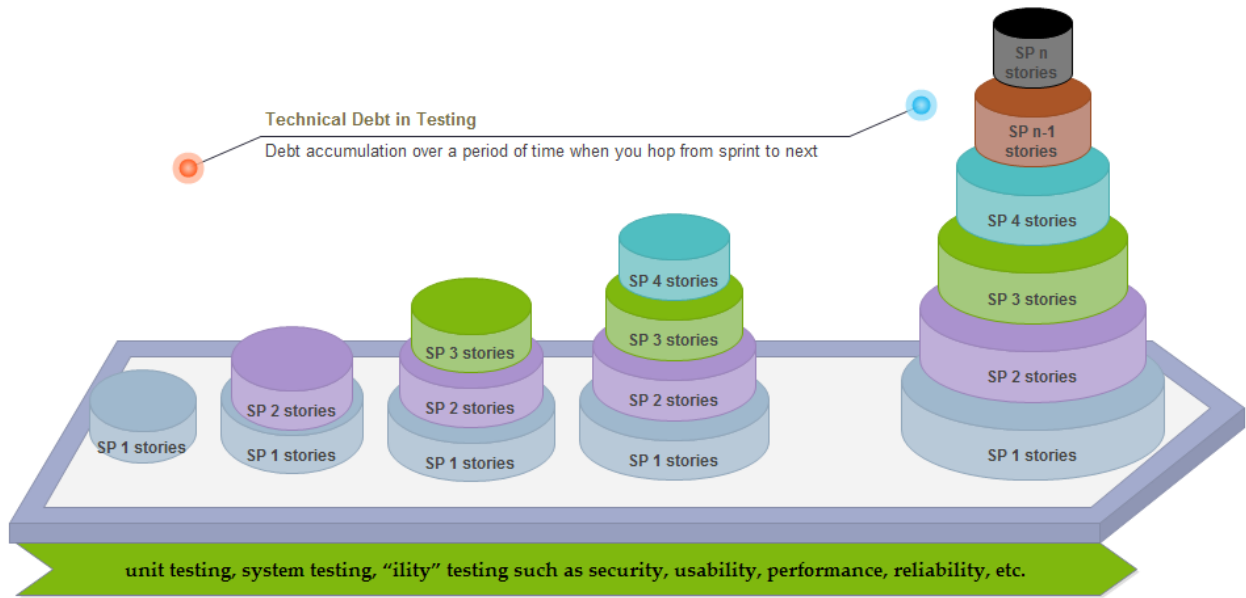 Technical Debt in Testing
Debt accumulation over a period of time when you hop from sprint to next
SP 1 stories
SP 2 stories
SP 1 stories
SP 3 stories
SP 2 stories
SP 1 stories
SP 4 stories
SP 3 stories
SP 2 stories
SP 1 stories
SP n
stories
SP n-1
stories
SP 4 stories
SP 3 stories
SP 2 stories
SP 1 stories
unit testing, system testing, “ility” testing such as security, usability, performance, reliability, etc.